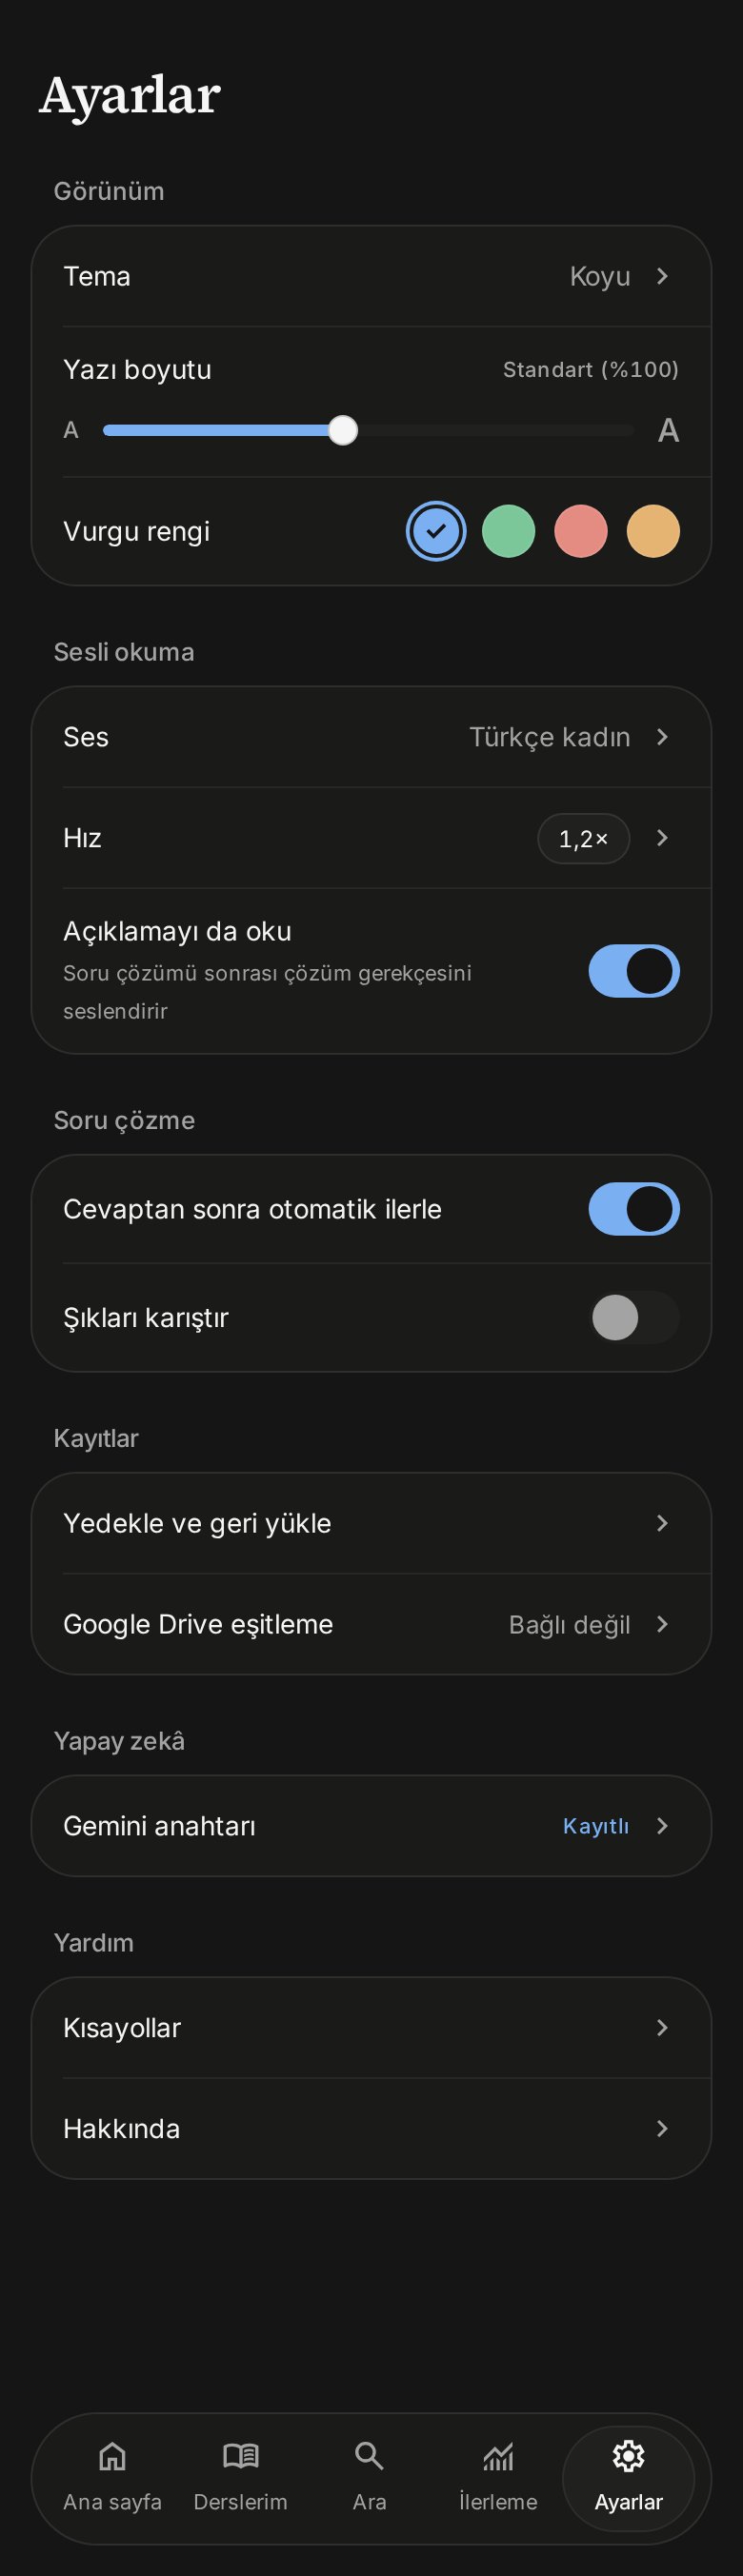 Ayarlar
Görünüm
Tema Koyu
Yazı boyutu Standart (%100)
A A
Vurgu rengi
Sesli okuma
Ses Türkçe kadın
Hız 1,2×
Açıklamayı da oku
Soru çözümü sonrası çözüm gerekçesini
seslendirir
Soru çözme
Cevaptan sonra otomatik ilerle
Şıkları karıştır
Kayıtlar
Yedekle ve geri yükle
Google Drive eşitleme Bağlı değil
Yapay zekâ
Gemini anahtarı Kayıtlı
Yardım
Kısayollar
Hakkında
Ana sayfa Derslerim Ara İlerleme Ayarlar